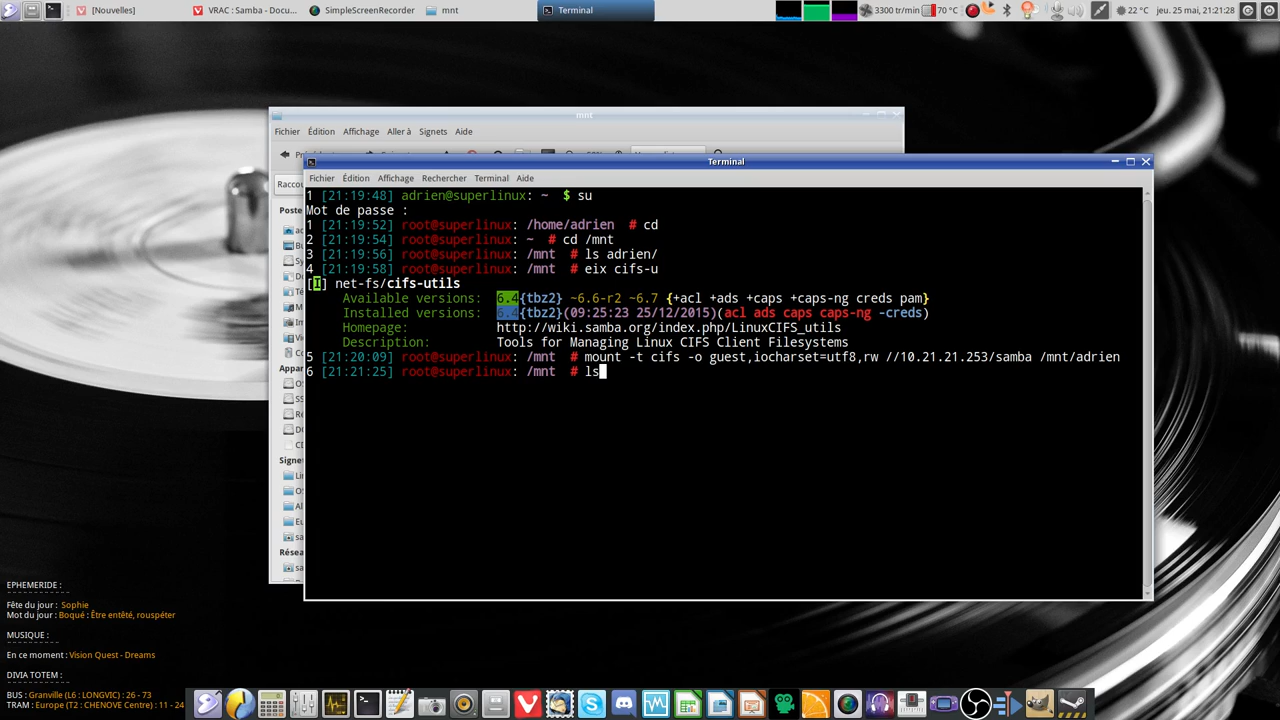 [Nouvelles]
VRAC : Samba - Docu...
SimpleScreenRecorder
mnt
Terminal
3300 tr/min
70 °C
22 °C
jeu. 25 mai, 21:21:28
mnt
Fichier Édition Affichage Aller à Signets Aide
Raccou
Poste
Appar
Signe
Résea
Terminal
Fichier Édition Affichage Rechercher Terminal Aide
1 [21:19:48] adrien@superlinux: ~ $ su
Mot de passe :
1 [21:19:52] root@superlinux: /home/adrien # cd
2 [21:19:54] root@superlinux: ~ # cd /mnt
3 [21:19:56] root@superlinux: /mnt # ls adrien/
4 [21:19:58] root@superlinux: /mnt # eix cifs-u
[I] net-fs/cifs-utils
Available versions: 6.4{tbz2} ~6.6-r2 ~6.7 {+acl +ads +caps +caps-ng creds pam}
Installed versions: 6.4{tbz2}(09:25:23 25/12/2015)(acl ads caps caps-ng -creds)
Homepage: http://wiki.samba.org/index.php/LinuxCIFS_utils
Description: Tools for Managing Linux CIFS Client Filesystems
5 [21:20:09] root@superlinux: /mnt # mount -t cifs -o guest,iocharset=utf8,rw //10.21.21.253/samba /mnt/adrien
6 [21:21:25] root@superlinux: /mnt # ls
EPHEMERIDE :
Fête du jour : Sophie
Mot du jour : Boqué : Être entêté, rouspéter
MUSIQUE :
En ce moment : Vision Quest - Dreams
DIVIA TOTEM :
BUS : Granville (L6 : LONGVIC) : 26 - 73
TRAM : Europe (T2 : CHENOVE Centre) : 11 - 24